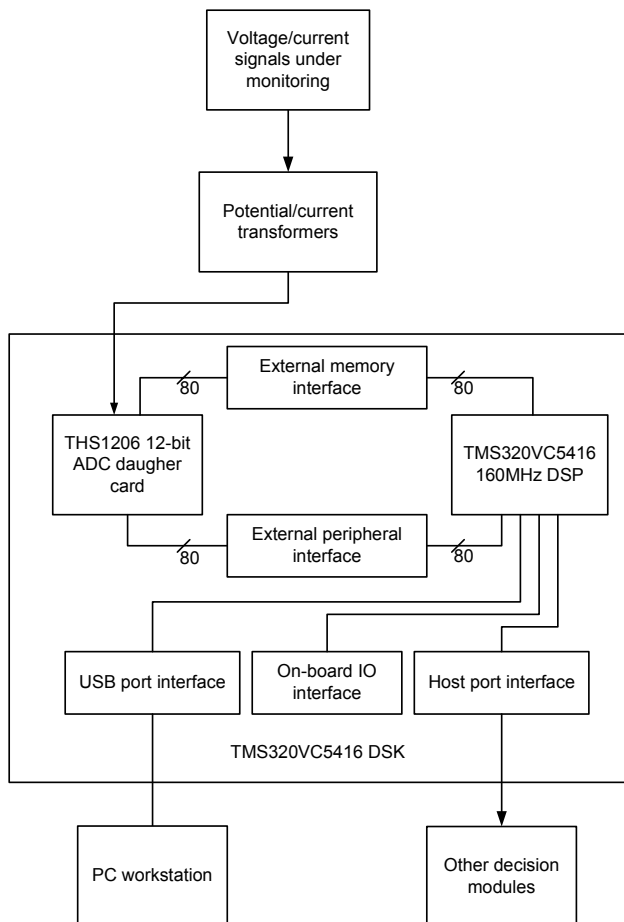 Voltage/current
signals under
monitoring
Potential/current
transformers
External memory
interface
80
80
THS1206 12-bit
ADC daugher
card
TMS320VC5416
160MHz DSP
External peripheral
interface
80
80
USB port interface
On-board IO
interface
Host port interface
TMS320VC5416 DSK
PC workstation
Other decision
modules